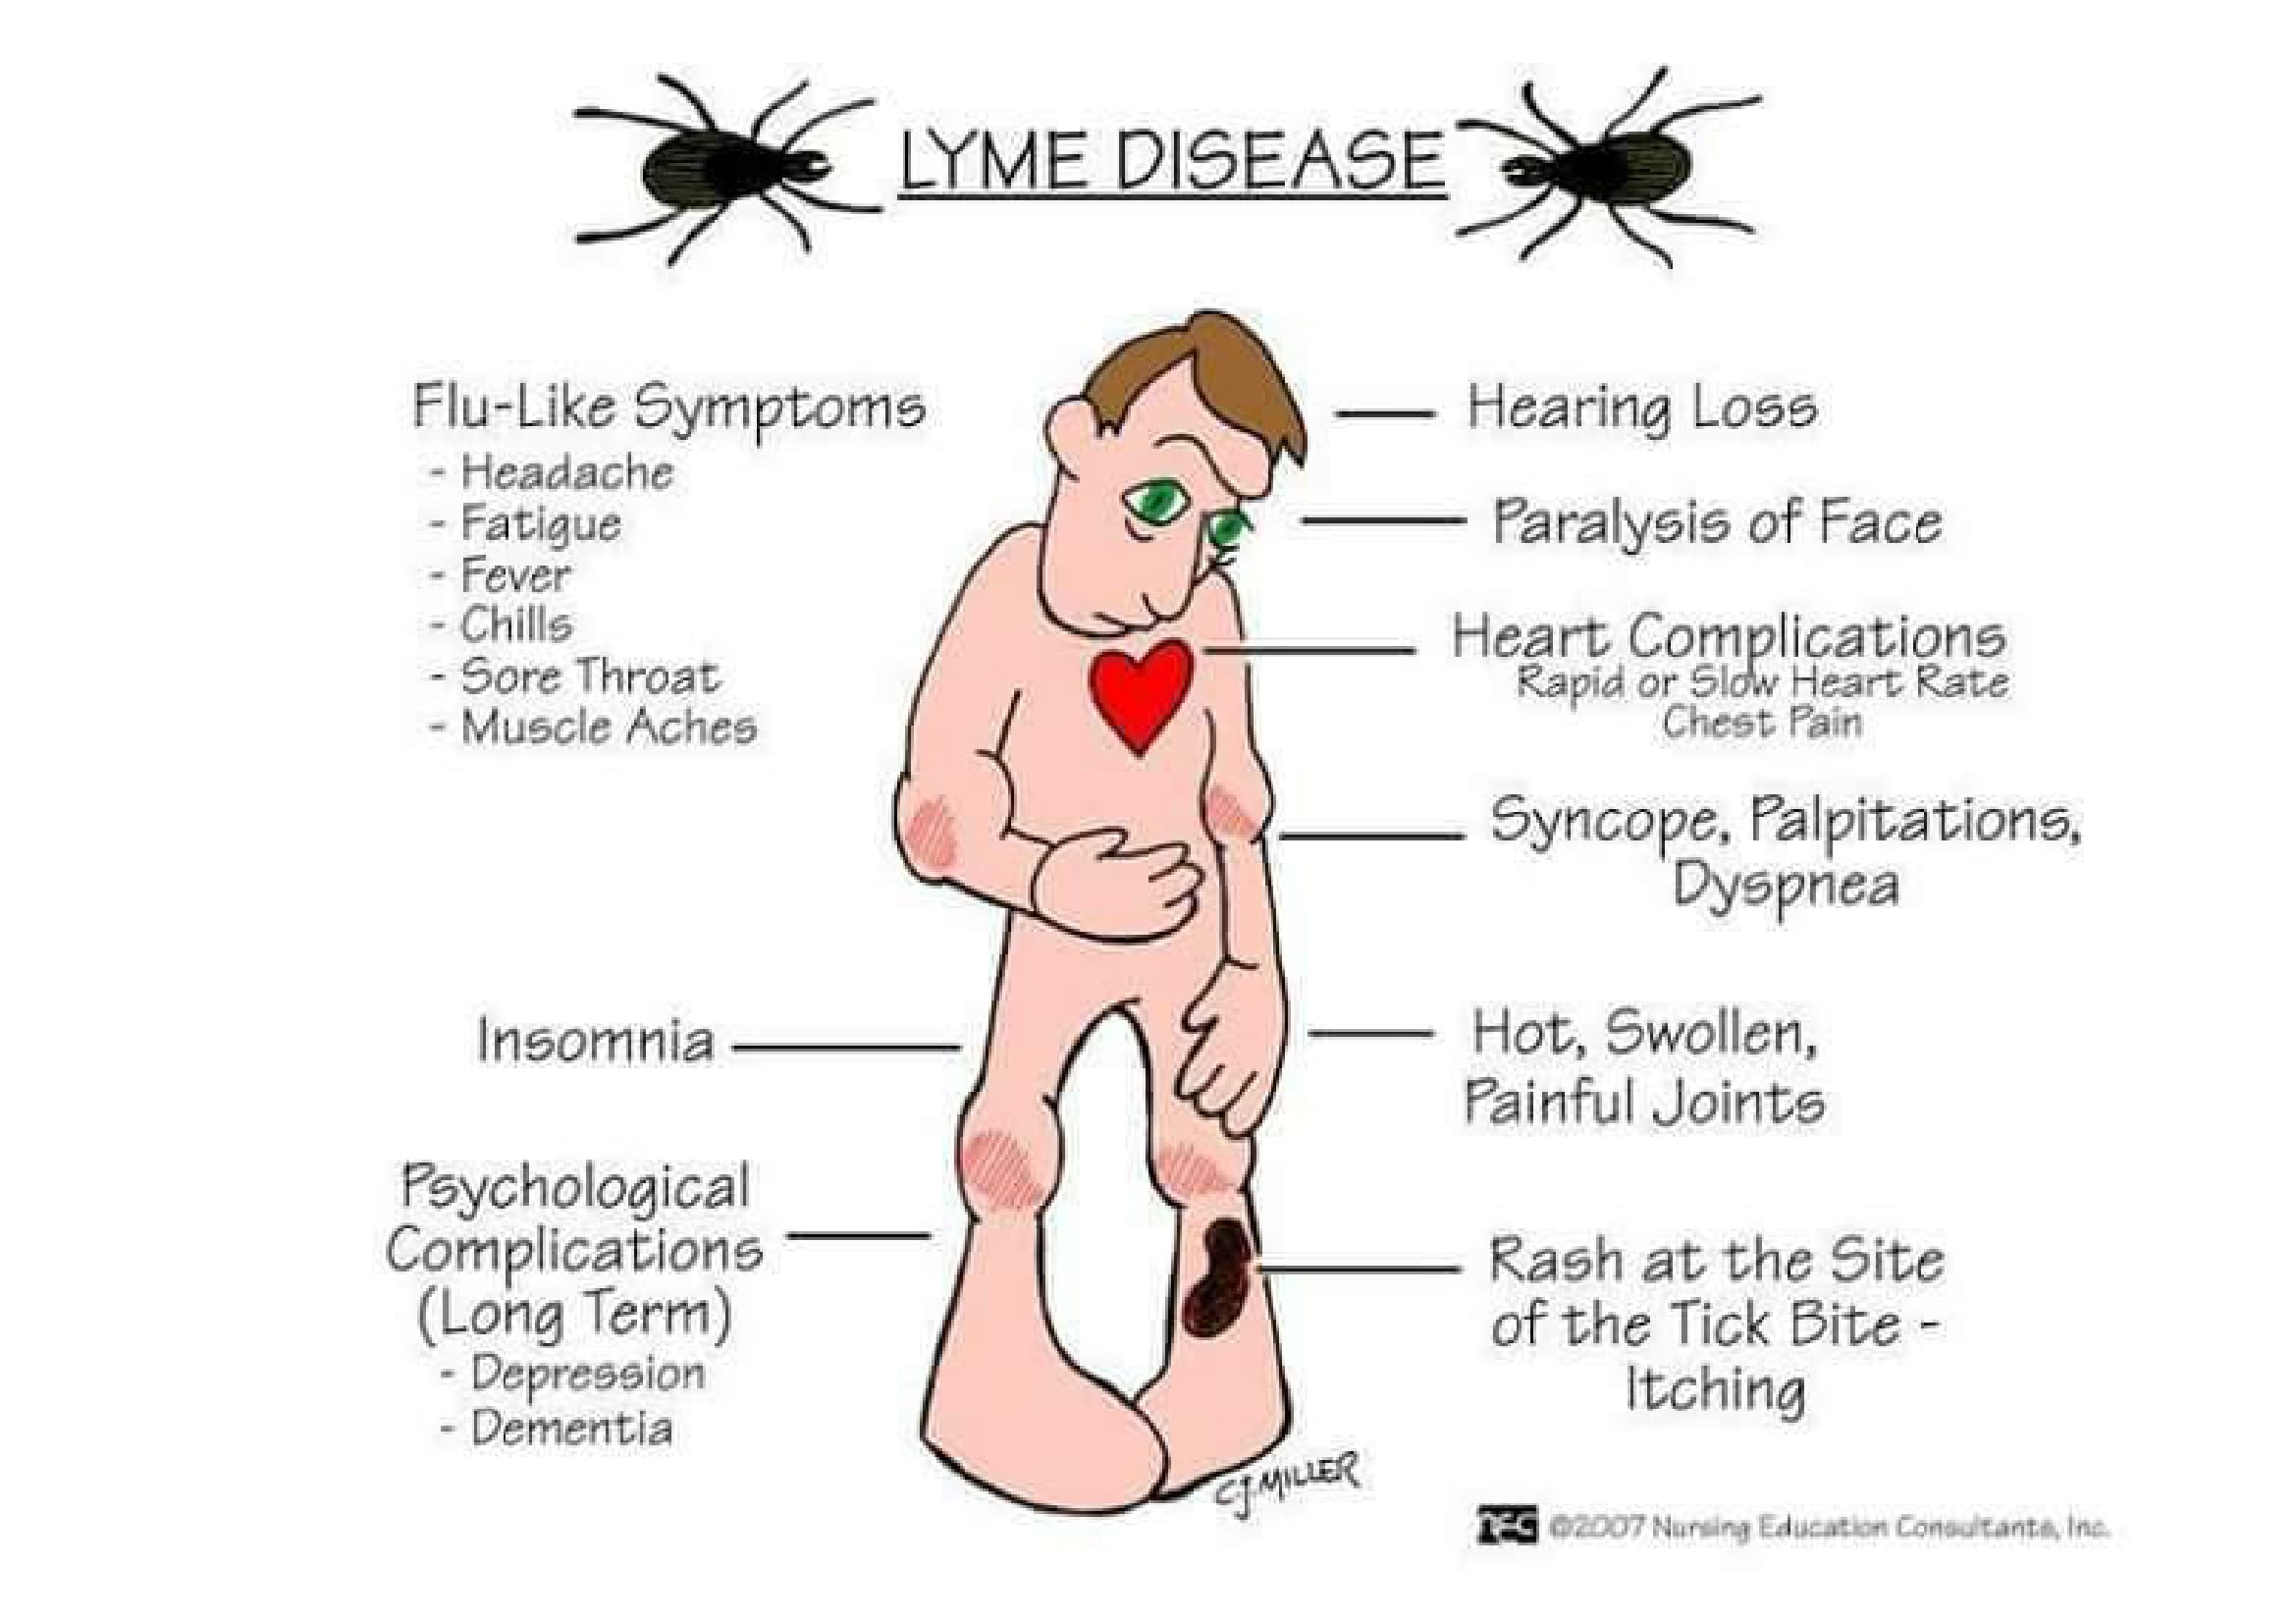 LYME DISEASE
Flu-Like Symptoms
- Headache
- Fatigue
- Fever
- Chills
- Sore Throat
- Muscle Aches
Insomnia
Psychological
Complications
(Long Term)
- Depression
- Dementia
Hearing Loss
Paralysis of Face
Heart Complications
Rapid or Slow Heart Rate
Chest Pain
Syncope, Palpitations,
Dyspnea
Hot, Swollen,
Painful Joints
Rash at the Site
of the Tick Bite -
Itching
C.J. MILLER
NEC ©2007 Nursing Education Consultants, Inc.